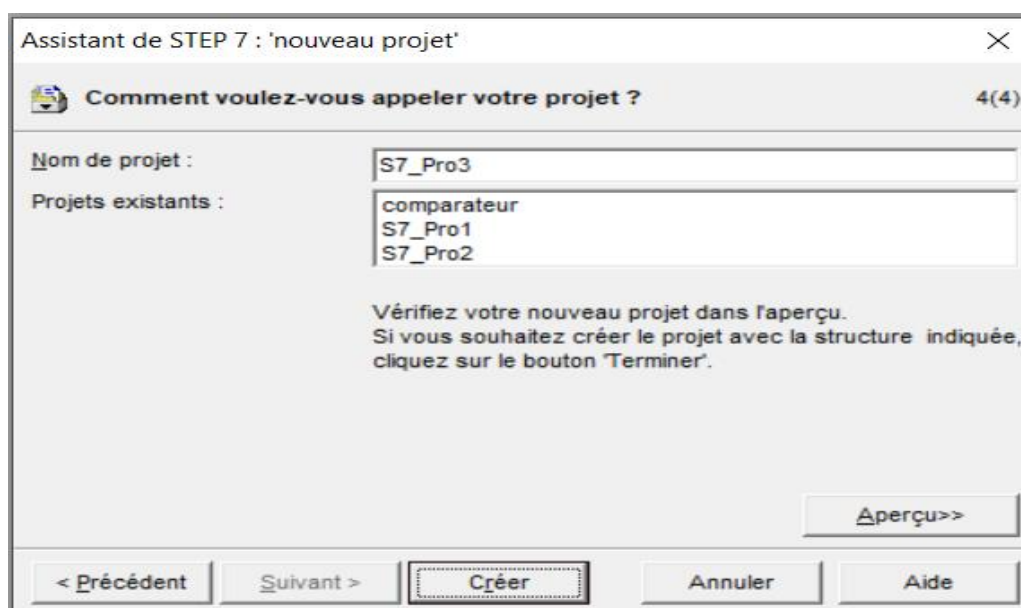 Assistant de STEP 7 : 'nouveau projet'
Comment voulez-vous appeler votre projet ? 4(4)
Nom de projet : S7_Pro3
Projets existants : comparateur
S7_Pro1
S7_Pro2
Vérifiez votre nouveau projet dans l'aperçu.
Si vous souhaitez créer le projet avec la structure indiquée,
cliquez sur le bouton 'Terminer'.
Aperçu>>
< Précédent Suivant > Créer Annuler Aide